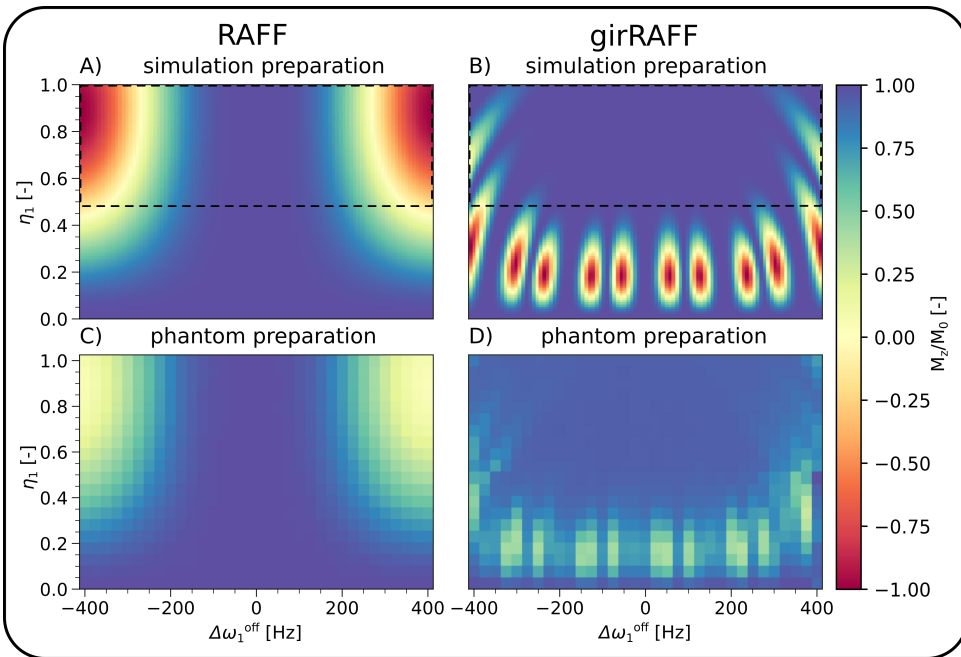 RAFF
girRAFF
A) simulation preparation
B) simulation preparation
1.0
0.8
0.6
0.4
0.2
0.0
η₁ [-]
1.00
0.75
0.50
0.25
0.00
−0.25
−0.50
−0.75
−1.00
M_z/M₀ [-]
C) phantom preparation
D) phantom preparation
1.0
0.8
0.6
0.4
0.2
0.0
η₁ [-]
−400 −200 0 200 400
−400 −200 0 200 400
Δω₁ᵒᶠᶠ [Hz]
Δω₁ᵒᶠᶠ [Hz]